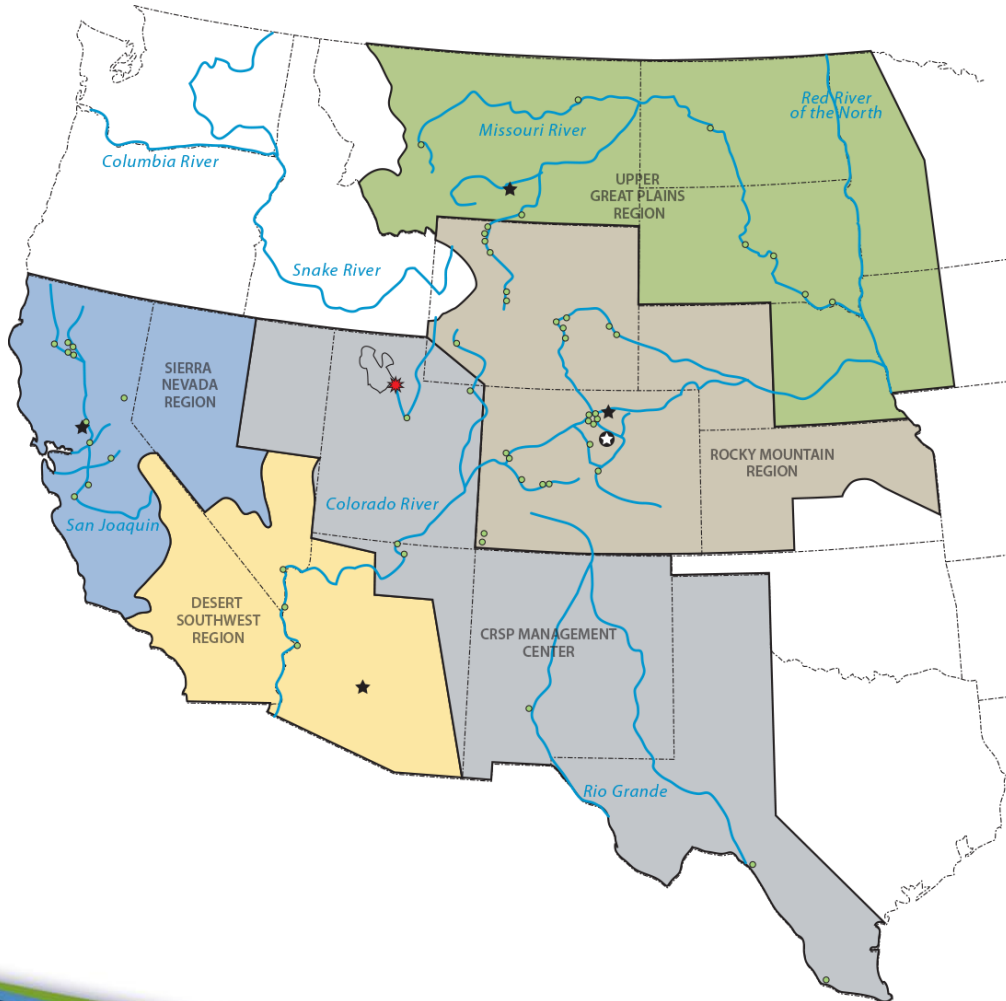 Red River
of the North
Missouri River
Columbia River
UPPER
GREAT PLAINS
REGION
Snake River
SIERRA
NEVADA
REGION
ROCKY MOUNTAIN
REGION
Colorado River
San Joaquin
DESERT
SOUTHWEST
REGION
CRSP MANAGEMENT
CENTER
Rio Grande